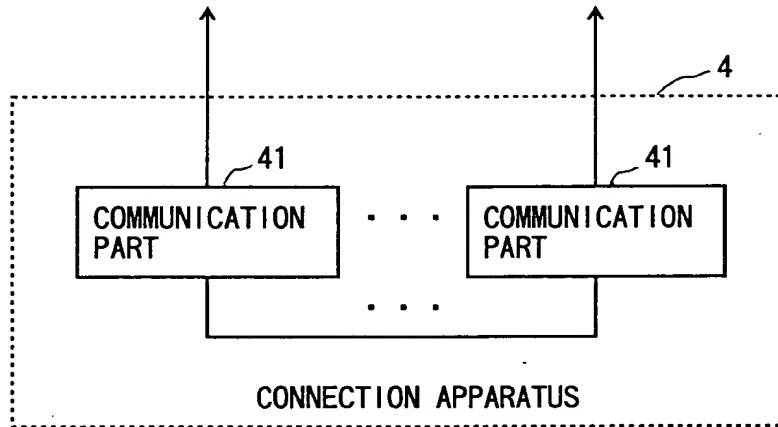 4
41
41
COMMUNICATION
PART
. . .
COMMUNICATION
PART
. . .
CONNECTION APPARATUS